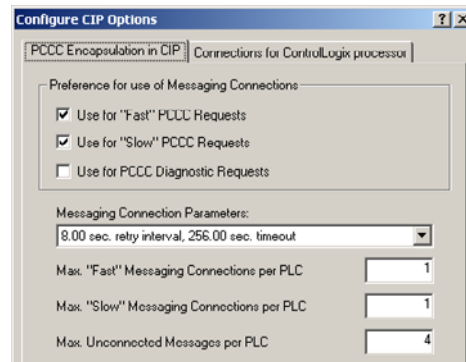 Configure CIP Options
PCCC Encapsulation in CIP
Connections for ControlLogix processor
Preference for use of Messaging Connections
Use for "Fast" PCCC Requests
Use for "Slow" PCCC Requests
Use for PCCC Diagnostic Requests
Messaging Connection Parameters:
8.00 sec. retry interval, 256.00 sec. timeout
Max. "Fast" Messaging Connections per PLC 1
Max. "Slow" Messaging Connections per PLC 1
Max. Unconnected Messages per PLC 4